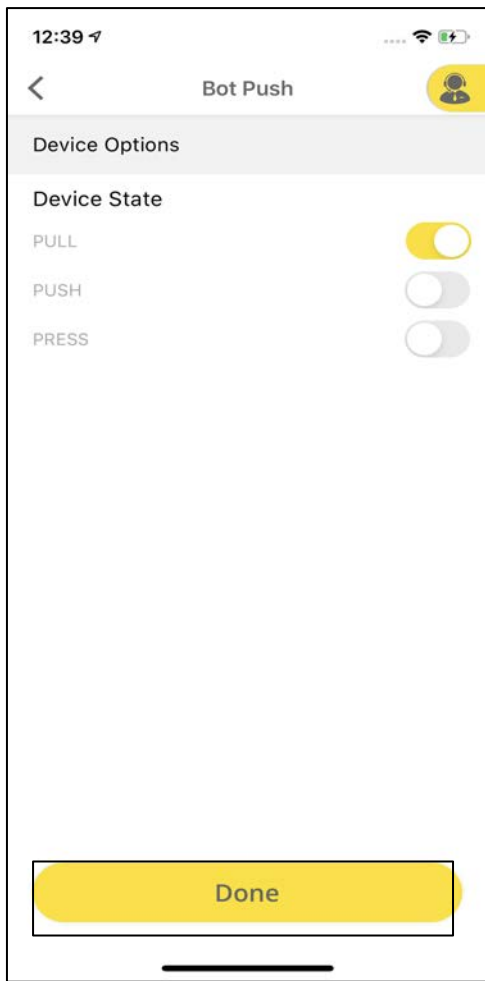 12:39
Bot Push
Device Options
Device State
PULL
PUSH
PRESS
Done